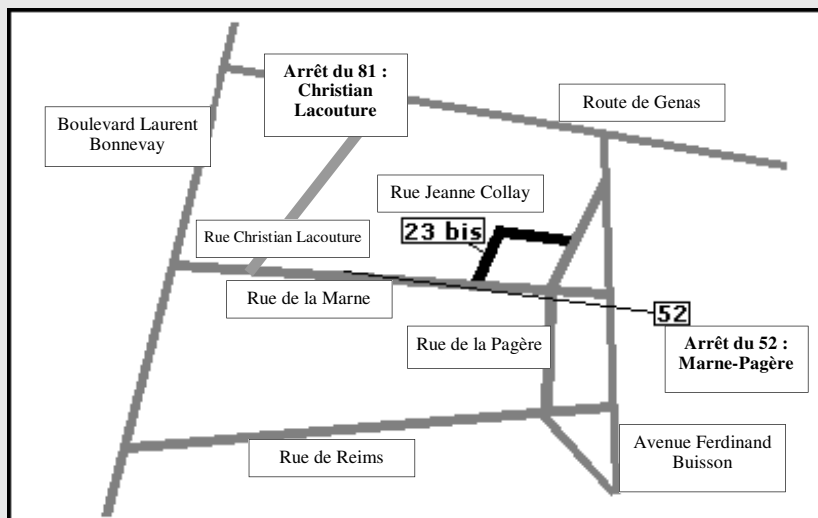 Arrêt du 81 :
Christian
Lacouture
Route de Genas
Boulevard Laurent
Bonnevay
Rue Jeanne Collay
23 bis
Rue Christian Lacouture
Rue de la Marne
52
Rue de la Pagère
Arrêt du 52 :
Marne-Pagère
Rue de Reims
Avenue Ferdinand
Buisson